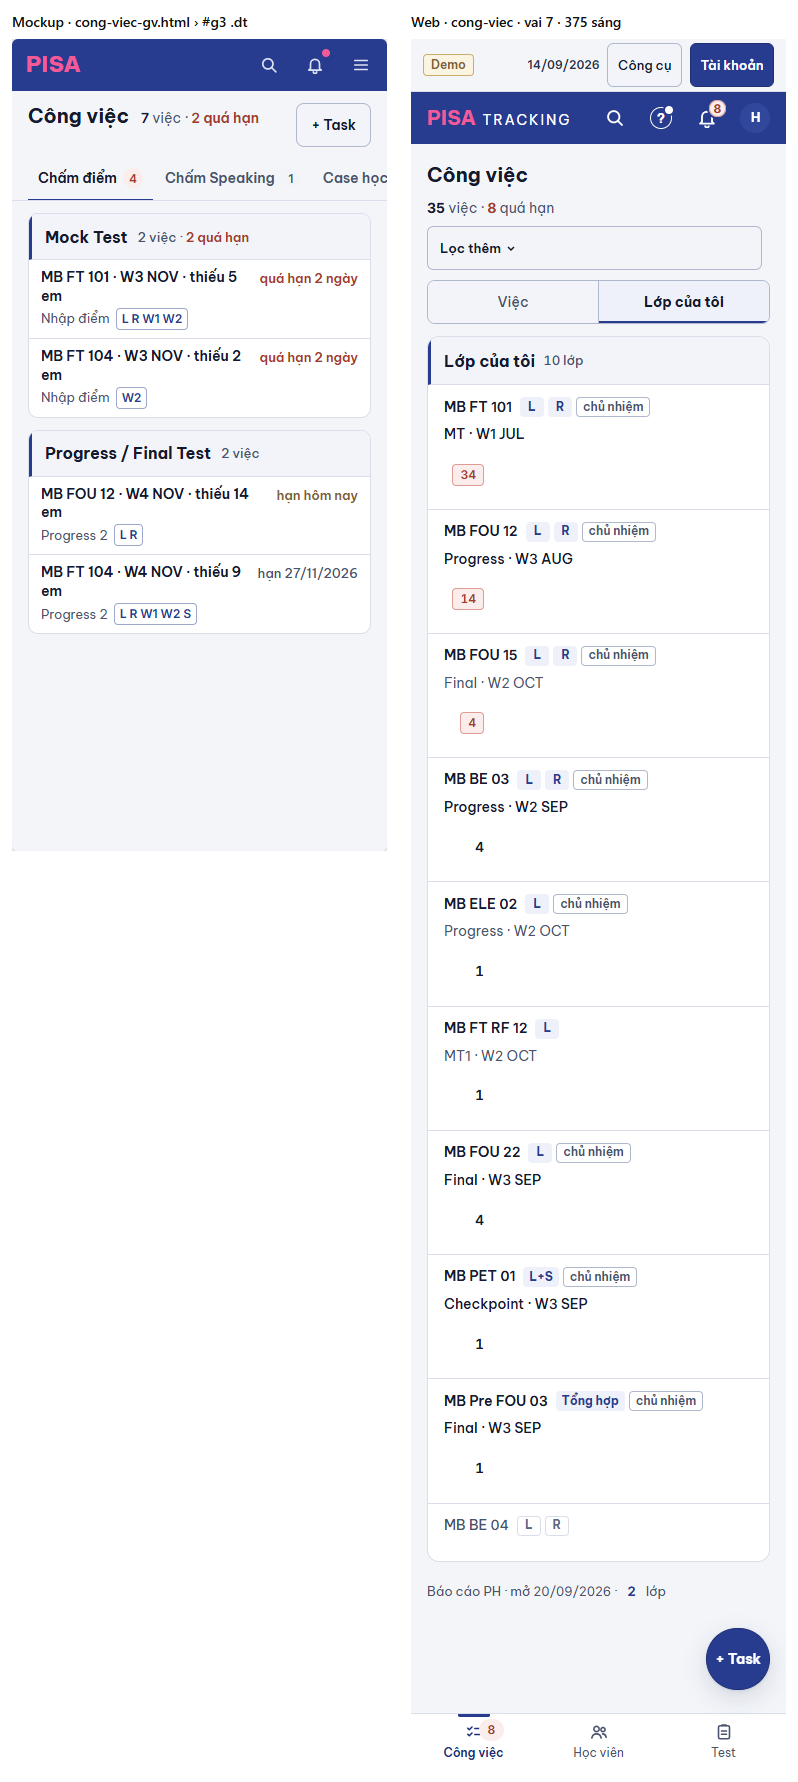 Mockup · cong-viec-gv.html › #g3 .dt
PISA
Công việc 7 việc · 2 quá hạn
+ Task
Chấm điểm 4 Chấm Speaking 1 Case học
Mock Test 2 việc · 2 quá hạn
MB FT 101 · W3 NOV · thiếu 5 em quá hạn 2 ngày
Nhập điểm L R W1 W2
MB FT 104 · W3 NOV · thiếu 2 em quá hạn 2 ngày
Nhập điểm W2
Progress / Final Test 2 việc
MB FOU 12 · W4 NOV · thiếu 14 em hạn hôm nay
Progress 2 L R
MB FT 104 · W4 NOV · thiếu 9 em hạn 27/11/2026
Progress 2 L R W1 W2 S
Web · cong-viec · vai 7 · 375 sáng
Demo 14/09/2026 Công cụ Tài khoản
PISA TRACKING ? 8 H
Công việc
35 việc · 8 quá hạn
Lọc thêm
Việc Lớp của tôi
Lớp của tôi 10 lớp
MB FT 101 L R chủ nhiệm
MT · W1 JUL
34
MB FOU 12 L R chủ nhiệm
Progress · W3 AUG
14
MB FOU 15 L R chủ nhiệm
Final · W2 OCT
4
MB BE 03 L R chủ nhiệm
Progress · W2 SEP
4
MB ELE 02 L chủ nhiệm
Progress · W2 OCT
1
MB FT RF 12 L
MT1 · W2 OCT
1
MB FOU 22 L chủ nhiệm
Final · W3 SEP
4
MB PET 01 L+S chủ nhiệm
Checkpoint · W3 SEP
1
MB Pre FOU 03 Tổng hợp chủ nhiệm
Final · W3 SEP
1
MB BE 04 L R
Báo cáo PH · mở 20/09/2026 · 2 lớp
+ Task
8
Công việc Học viên Test